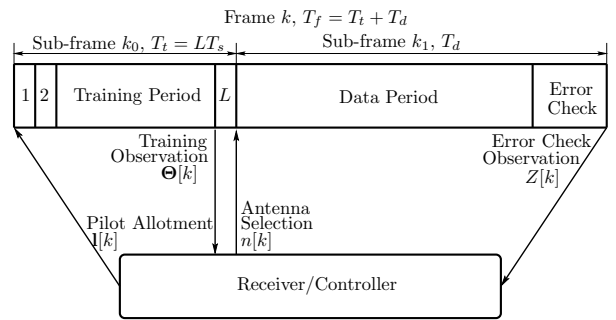 Frame k, T_f = T_t + T_d
Sub-frame k_0, T_t = LT_s
Sub-frame k_1, T_d
1
2
Training Period
L
Data Period
Error
Check
Training
Observation
Θ[k]
Error Check
Observation
Z[k]
Pilot Allotment
l[k]
Antenna
Selection
n[k]
Receiver/Controller